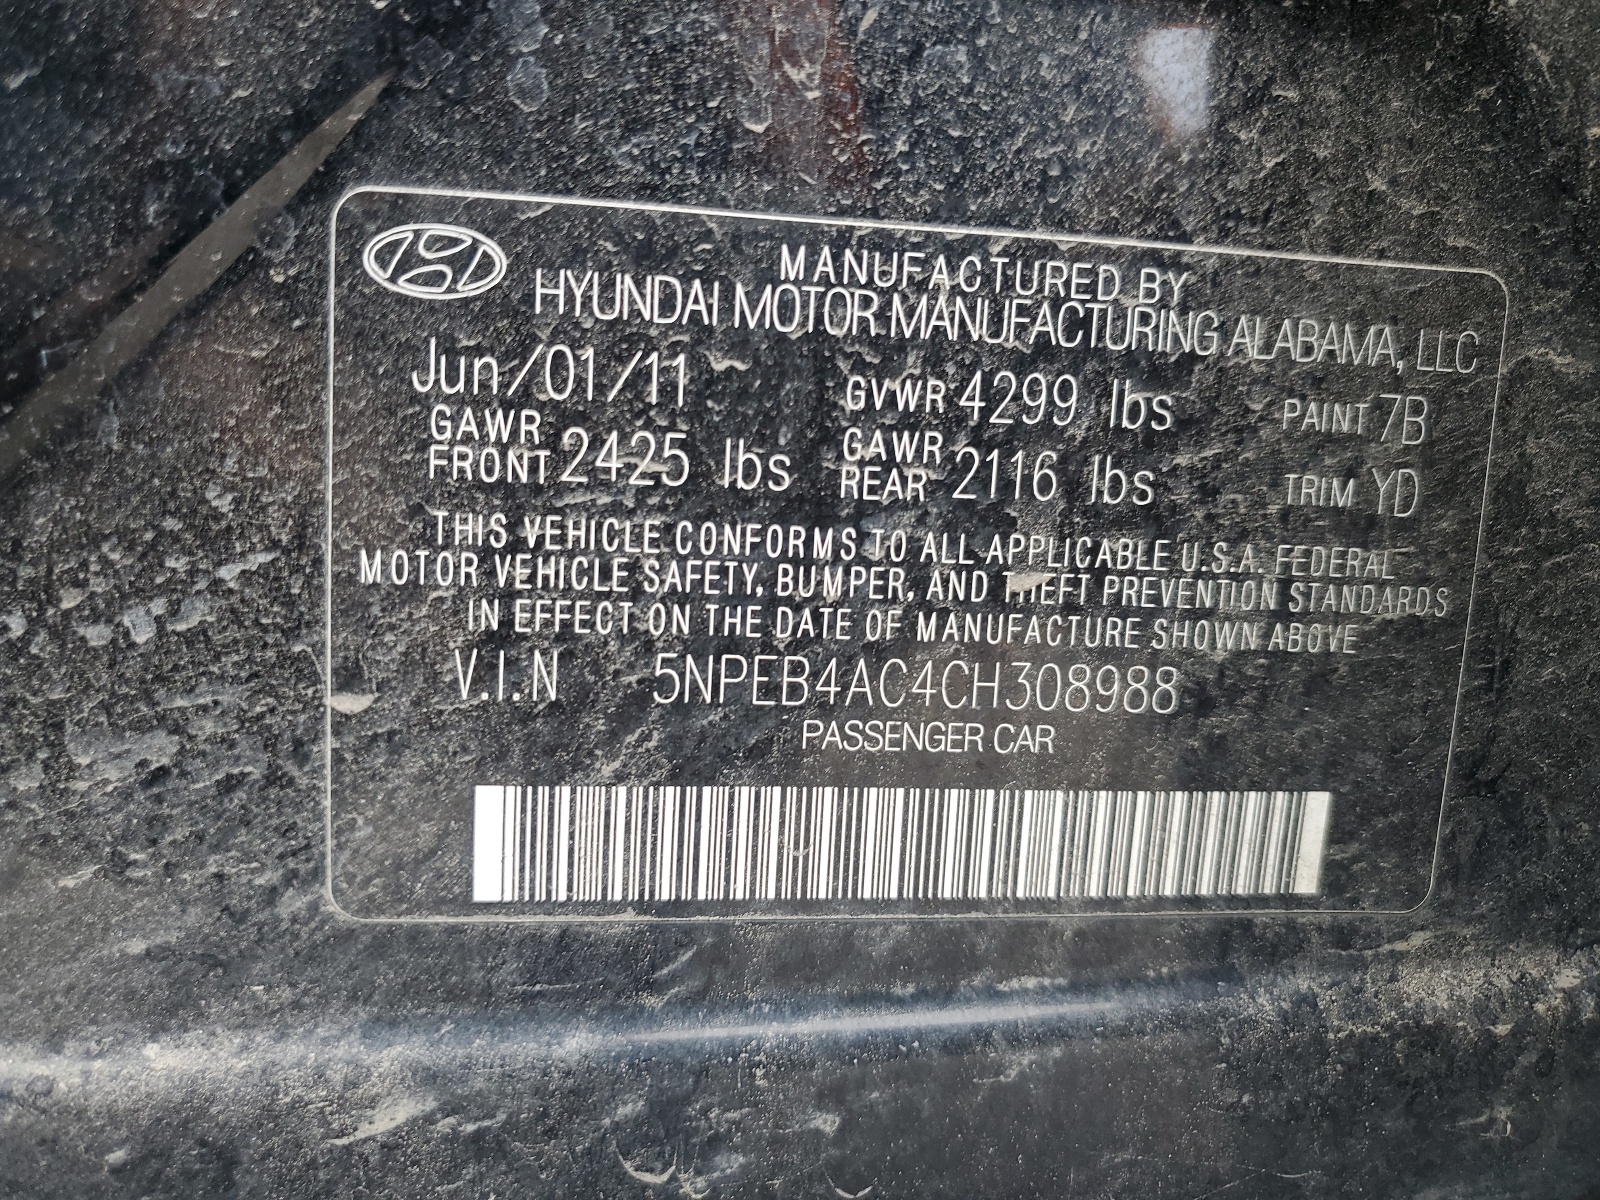 MANUFACTURED BY
HYUNDAI MOTOR MANUFACTURING ALABAMA, LLC
Jun/01/11 GVWR 4299 lbs PAINT 7B
GAWR FRONT 2425 lbs GAWR REAR 2116 lbs TRIM YD
THIS VEHICLE CONFORMS TO ALL APPLICABLE U.S.A. FEDERAL
MOTOR VEHICLE SAFETY, BUMPER, AND THEFT PREVENTION STANDARDS
IN EFFECT ON THE DATE OF MANUFACTURE SHOWN ABOVE
V.I.N 5NPEB4AC4CH308988
PASSENGER CAR